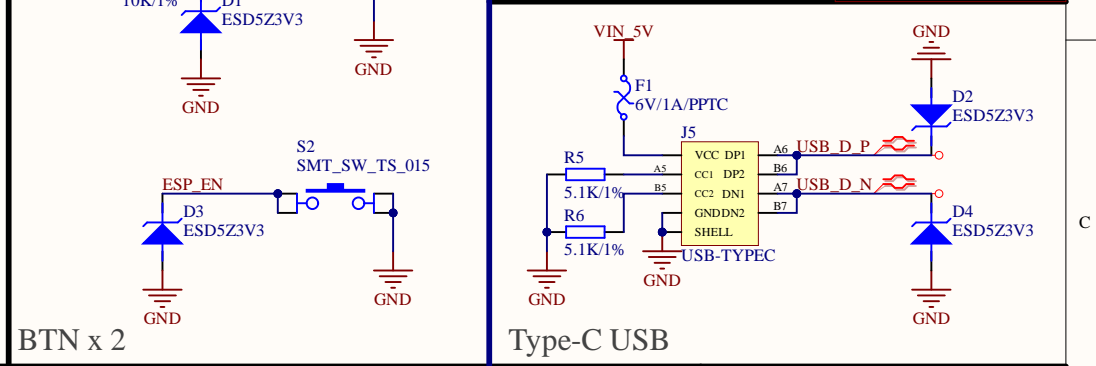 10K/1%
D1
ESD5Z3V3
GND
GND
S2
SMT_SW_TS_015
ESP_EN
D3
ESD5Z3V3
GND
GND
BTN x 2
VIN_5V
F1
6V/1A/PPTC
J5
R5
5.1K/1%
R6
5.1K/1%
A5
B5
VCC DP1
CC1 DP2
CC2 DN1
GND DN2
SHELL
USB-TYPEC
A6
B6
A7
B7
USB_D_P
USB_D_N
GND
D2
ESD5Z3V3
D4
ESD5Z3V3
GND
GND
GND
Type-C USB
C